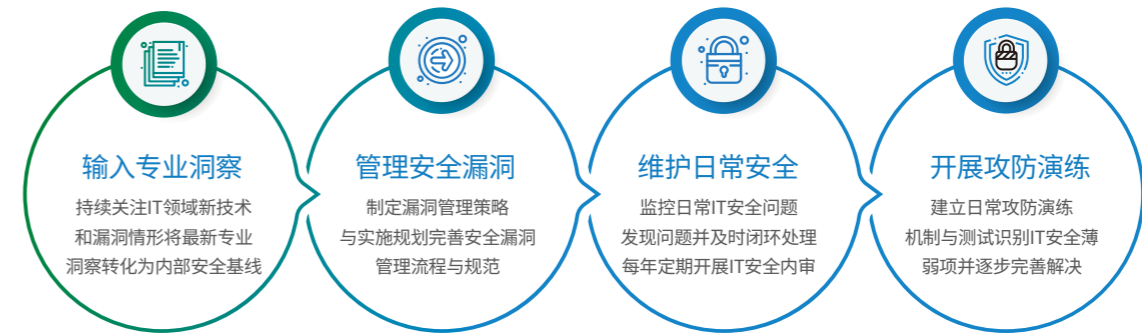 输入专业洞察
持续关注IT领域新技术
和漏洞情形将最新专业
洞察转化为内部安全基线
管理安全漏洞
制定漏洞管理策略
与实施规划完善安全漏洞
管理流程与规范
维护日常安全
监控日常IT安全问题
发现问题并及时闭环处理
每年定期开展IT安全内审
开展攻防演练
建立日常攻防演练
机制与测试识别IT安全薄
弱项并逐步完善解决